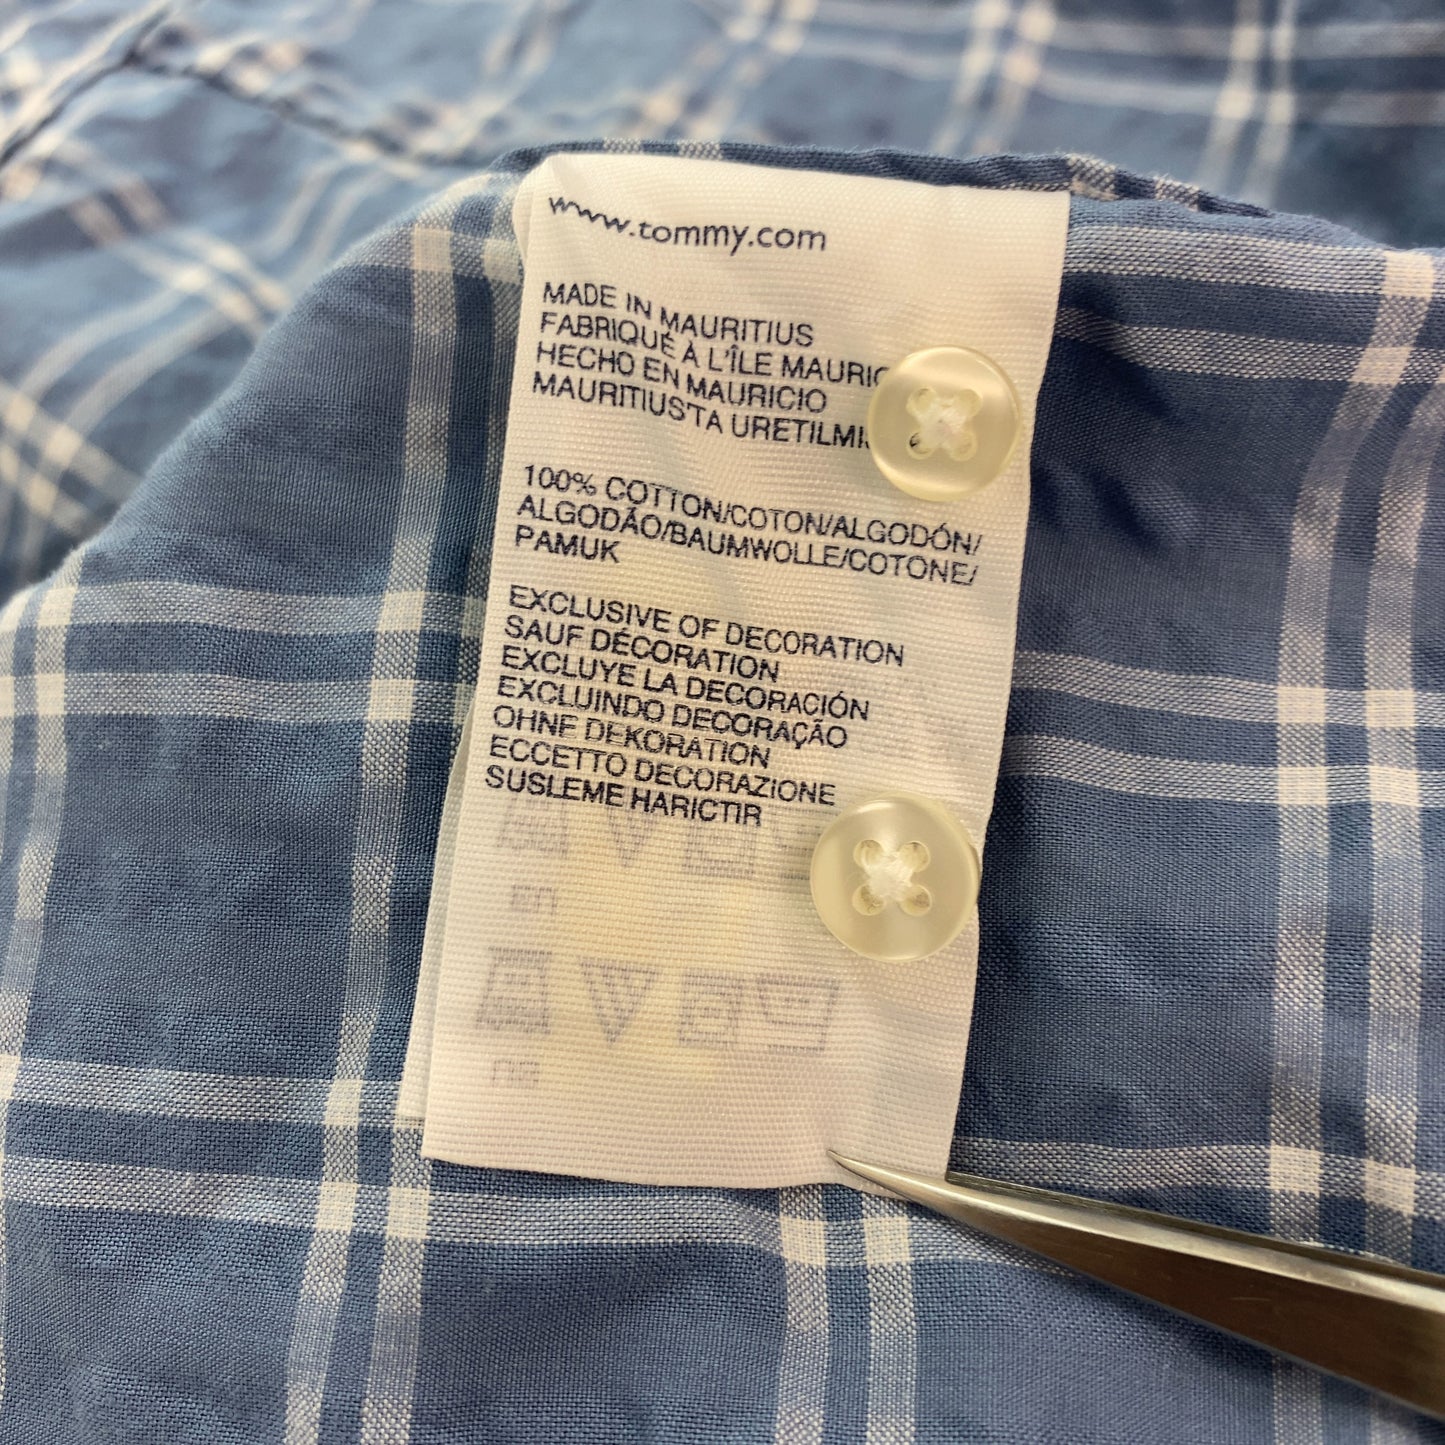 www.tommy.com
MADE IN MAURITIUS
FABRIQUÉ À L'ÎLE MAURIC
HECHO EN MAURICIO
MAURITIUS'TA URETILMI
100% COTTON/COTON/ALGODÓN/
ALGODÃO/BAUMWOLLE/COTONE/
PAMUK
EXCLUSIVE OF DECORATION
SAUF DÉCORATION
EXCLUYE LA DECORACIÓN
EXCLUINDO DECORAÇÃO
OHNE DEKORATION
ECCETTO DECORAZIONE
SUSLEME HARICTIR